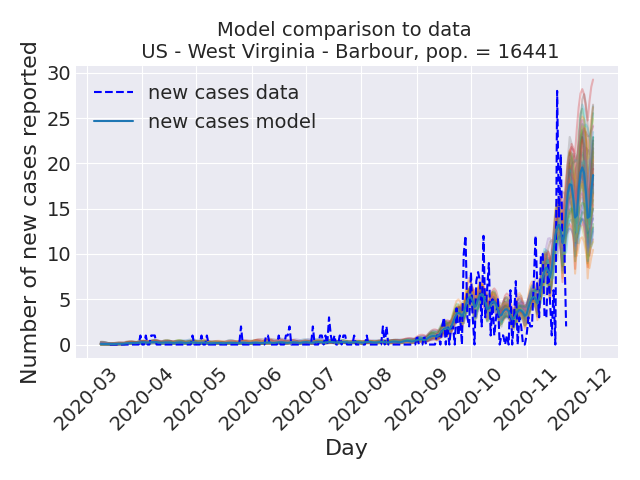 Model comparison to data
US - West Virginia - Barbour, pop. = 16441
Number of new cases reported
30
25
20
15
10
5
0
new cases data
new cases model
2020-03
2020-04
2020-05
2020-06
2020-07
2020-08
2020-09
2020-10
2020-11
2020-12
Day